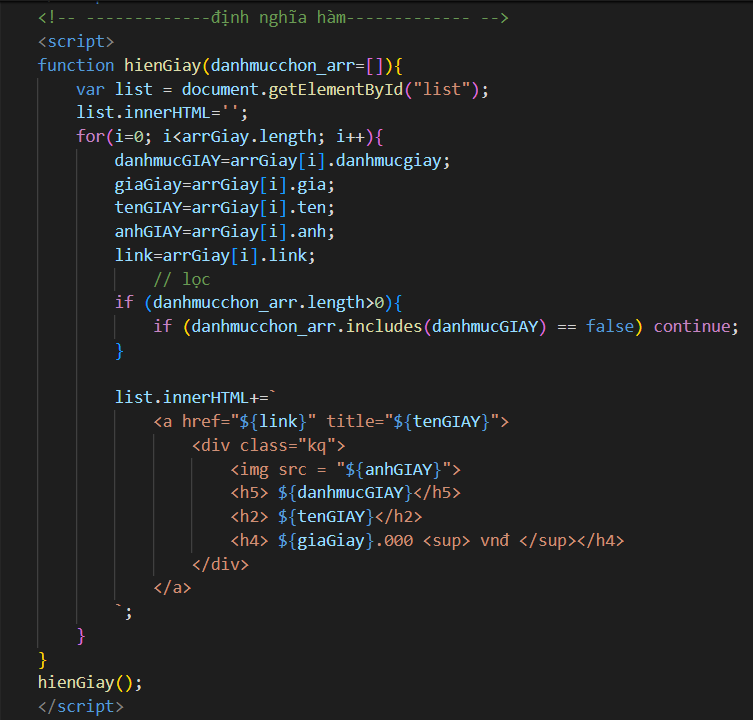 <!-- -------------định nghĩa hàm------------- -->
<script>
function hienGiay(danhmucchon_arr=[]){
var list = document.getElementById("list");
list.innerHTML='';
for(i=0; i<arrGiay.length; i++){
danhmucGIAY=arrGiay[i].danhmucgiay;
giaGiay=arrGiay[i].gia;
tenGIAY=arrGiay[i].ten;
anhGIAY=arrGiay[i].anh;
link=arrGiay[i].link;
// lọc
if (danhmucchon_arr.length>0){
if (danhmucchon_arr.includes(danhmucGIAY) == false) continue;
}
list.innerHTML+=`
<a href="${link}" title="${tenGIAY}">
<div class="kq">
<img src = "${anhGIAY}">
<h5> ${danhmucGIAY}</h5>
<h2> ${tenGIAY}</h2>
<h4> ${giaGiay}.000 <sup> vnđ </sup></h4>
</div>
</a>
`;
}
}
hienGiay();
</script>